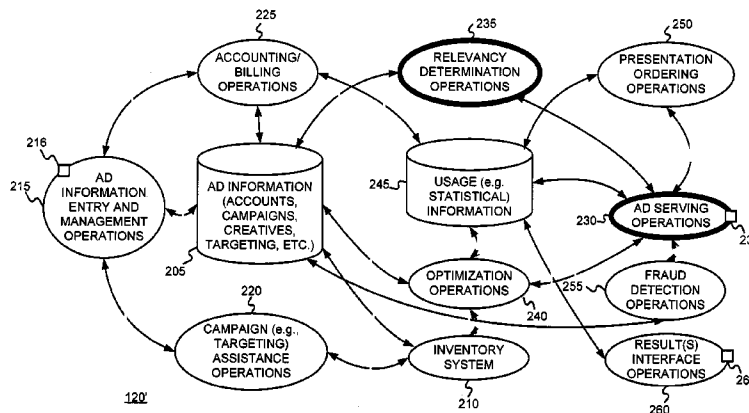 225
ACCOUNTING/
BILLING
OPERATIONS
235
RELEVANCY
DETERMINATION
OPERATIONS
250
PRESENTATION
ORDERING
OPERATIONS
216
215
AD
INFORMATION
ENTRY AND
MANAGEMENT
OPERATIONS
AD INFORMATION
(ACCOUNTS,
CAMPAIGNS,
CREATIVES,
TARGETING, ETC.)
205
245
USAGE (e.g.
STATISTICAL)
INFORMATION
230
AD SERVING
OPERATIONS
OPTIMIZATION
OPERATIONS
240
255
FRAUD
DETECTION
OPERATIONS
220
CAMPAIGN (e.g.,
TARGETING)
ASSISTANCE
OPERATIONS
INVENTORY
SYSTEM
210
RESULT(S)
INTERFACE
OPERATIONS
260
120'